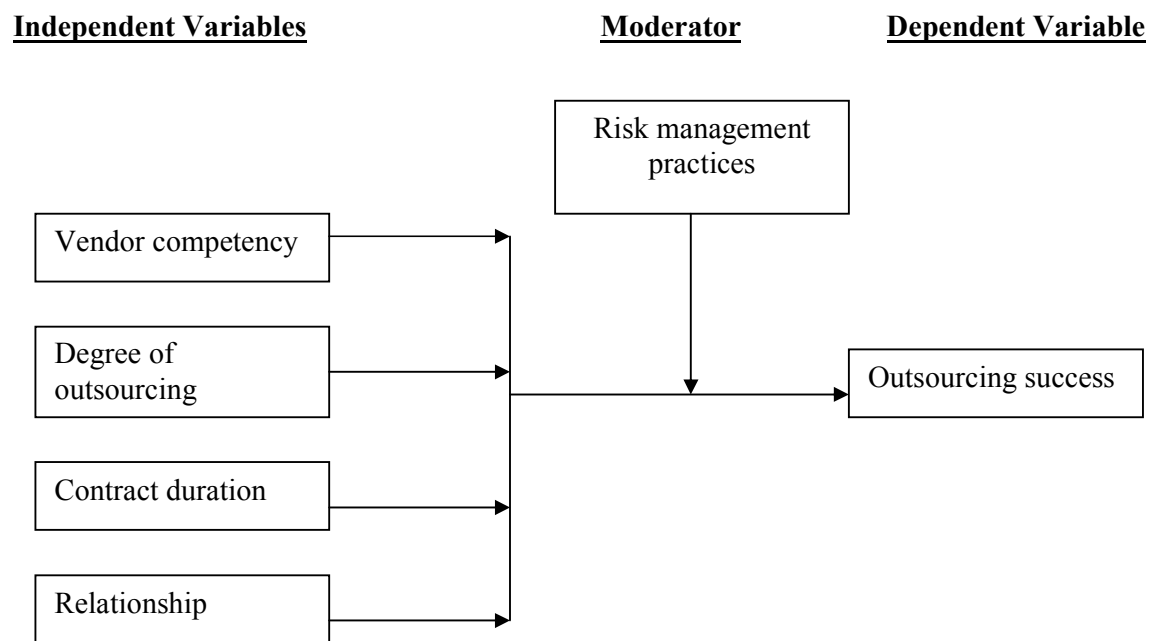 Independent Variables
Moderator
Dependent Variable
Risk management
practices
Vendor competency
Degree of
outsourcing
Outsourcing success
Contract duration
Relationship